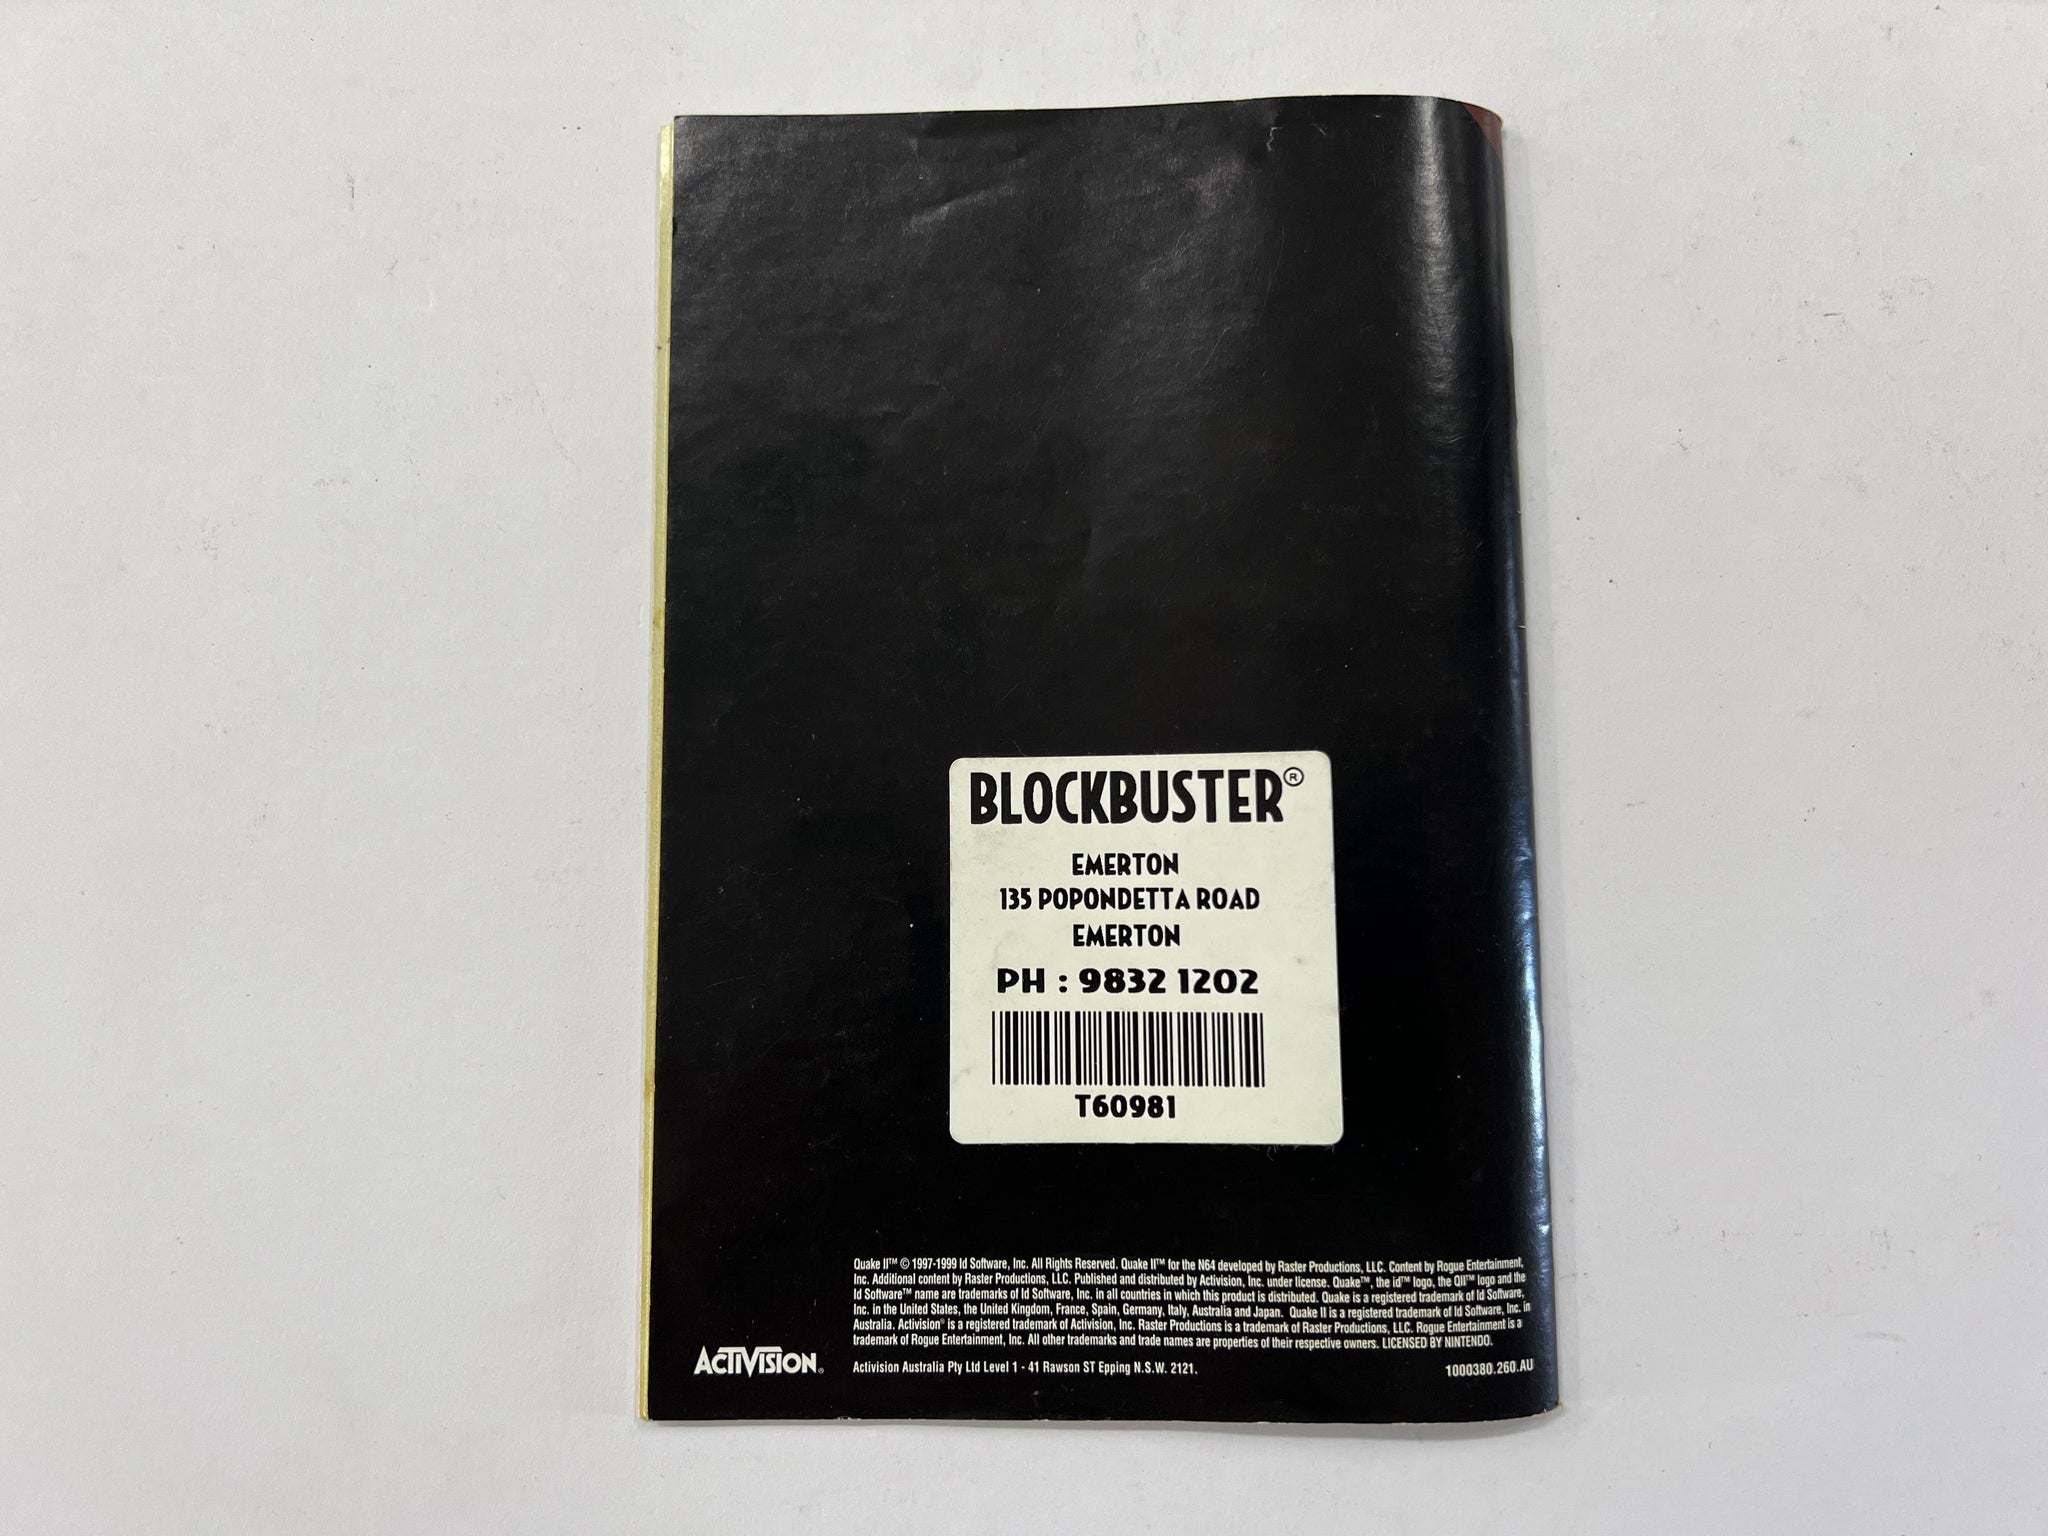 BLOCKBUSTER®
EMERTON
135 POPONDETTA ROAD
EMERTON
PH : 9832 1202
T60981
Quake II™ © 1997-1999 Id Software, Inc. All Rights Reserved. Quake II™ for the N64 developed by Raster Productions, LLC. Content by Rogue Entertainment,
Inc. Additional content by Raster Productions, LLC. Published and distributed by Activision, Inc. under license. Quake™, the id™ logo, the QII™ logo and the
Id Software™ name are trademarks of Id Software, Inc. in all countries in which this product is distributed. Quake is a registered trademark of Id Software,
Inc. in the United States, the United Kingdom, France, Spain, Germany, Italy, Australia and Japan. Quake II is a registered trademark of Id Software, Inc. in
Australia. Activision® is a registered trademark of Activision, Inc. Raster Productions is a trademark of Raster Productions, LLC. Rogue Entertainment is a
trademark of Rogue Entertainment, Inc. All other trademarks and trade names are properties of their respective owners. LICENSED BY NINTENDO.
ACTIVISION®
Activision Australia Pty Ltd Level 1 - 41 Rawson ST Epping N.S.W. 2121.
1000380.260.AU